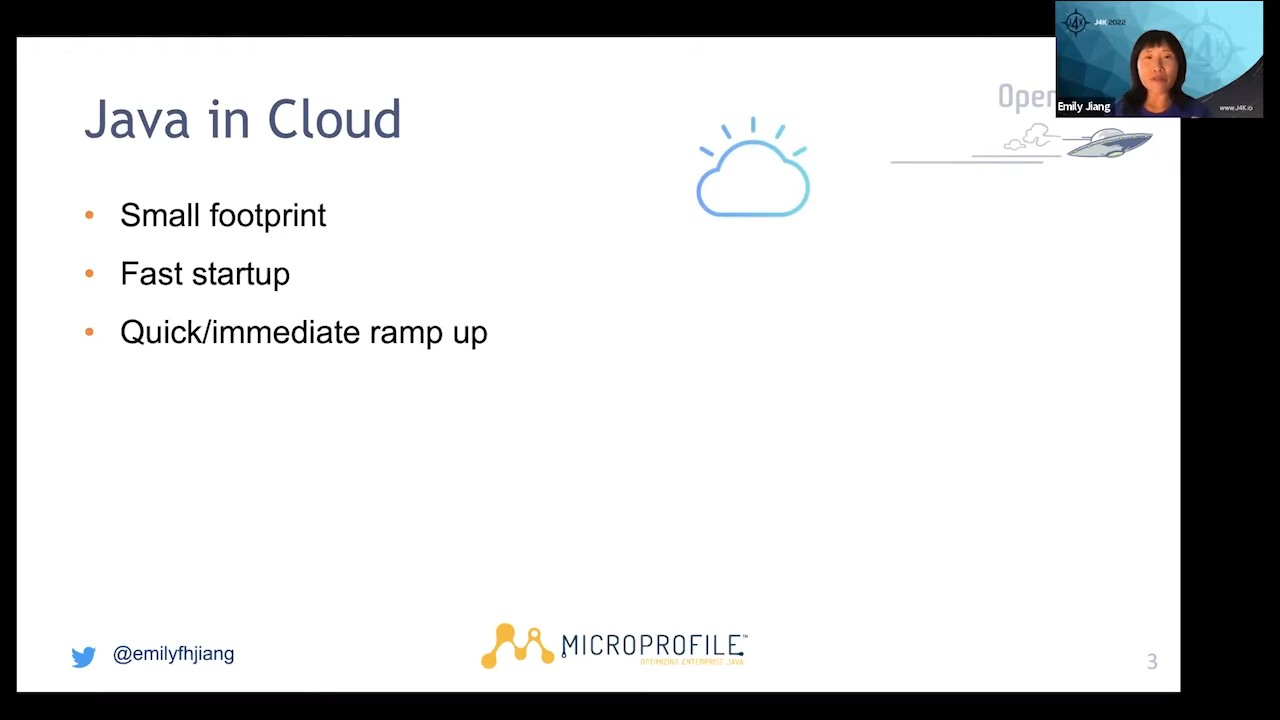 J4K 2022
Java in Cloud
Open
Emily Jiang
www.J4K.io
• Small footprint
• Fast startup
• Quick/immediate ramp up
@emilyfhjiang
MICROPROFILE™
OPTIMIZING ENTERPRISE JAVA
3